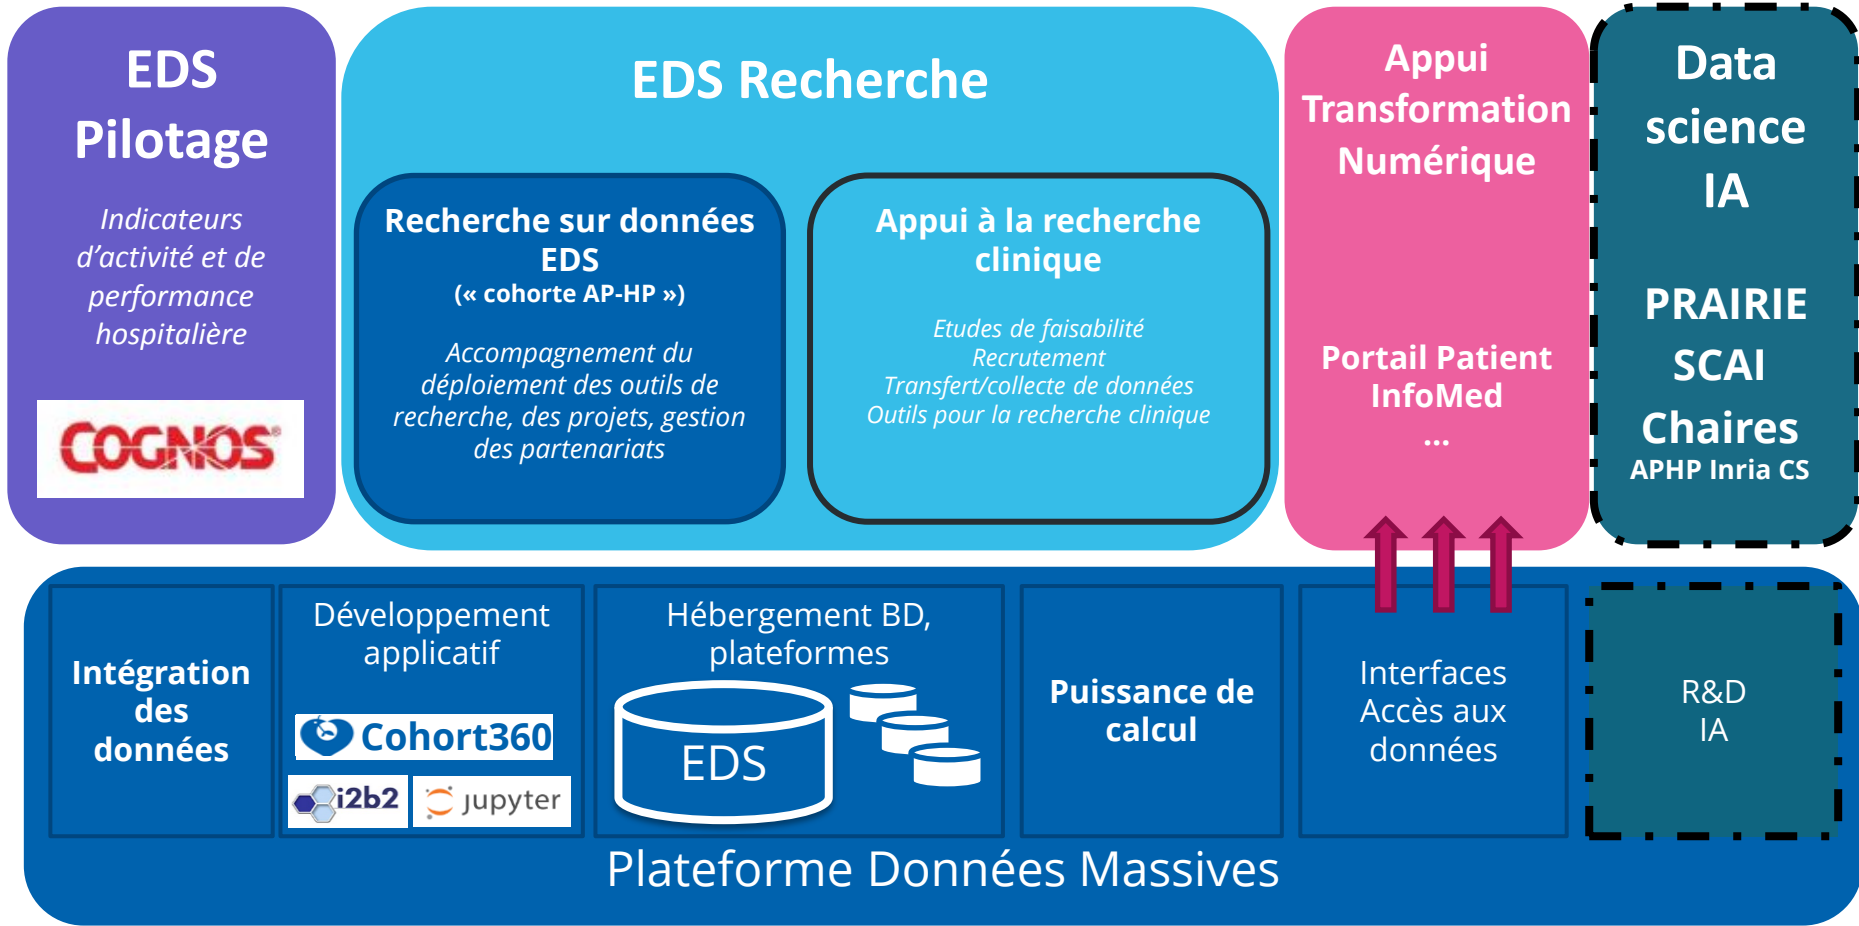 EDS
Pilotage
Indicateurs
d’activité et de
performance
hospitalière
COGNOS®
EDS Recherche
Recherche sur données
EDS
(« cohorte AP-HP »)
Accompagnement du
déploiement des outils de
recherche, des projets, gestion
des partenariats
Appui à la recherche
clinique
Etudes de faisabilité
Recrutement
Transfert/collecte de données
Outils pour la recherche clinique
Appui
Transformation
Numérique
Portail Patient
InfoMed
...
Data
science
IA
PRAIRIE
SCAI
Chaires
APHP Inria CS
Intégration
des
données
Développement
applicatif
Cohort360
i2b2
jupyter
Hébergement BD,
plateformes
EDS
Puissance de
calcul
Interfaces
Accès aux
données
R&D
IA
Plateforme Données Massives